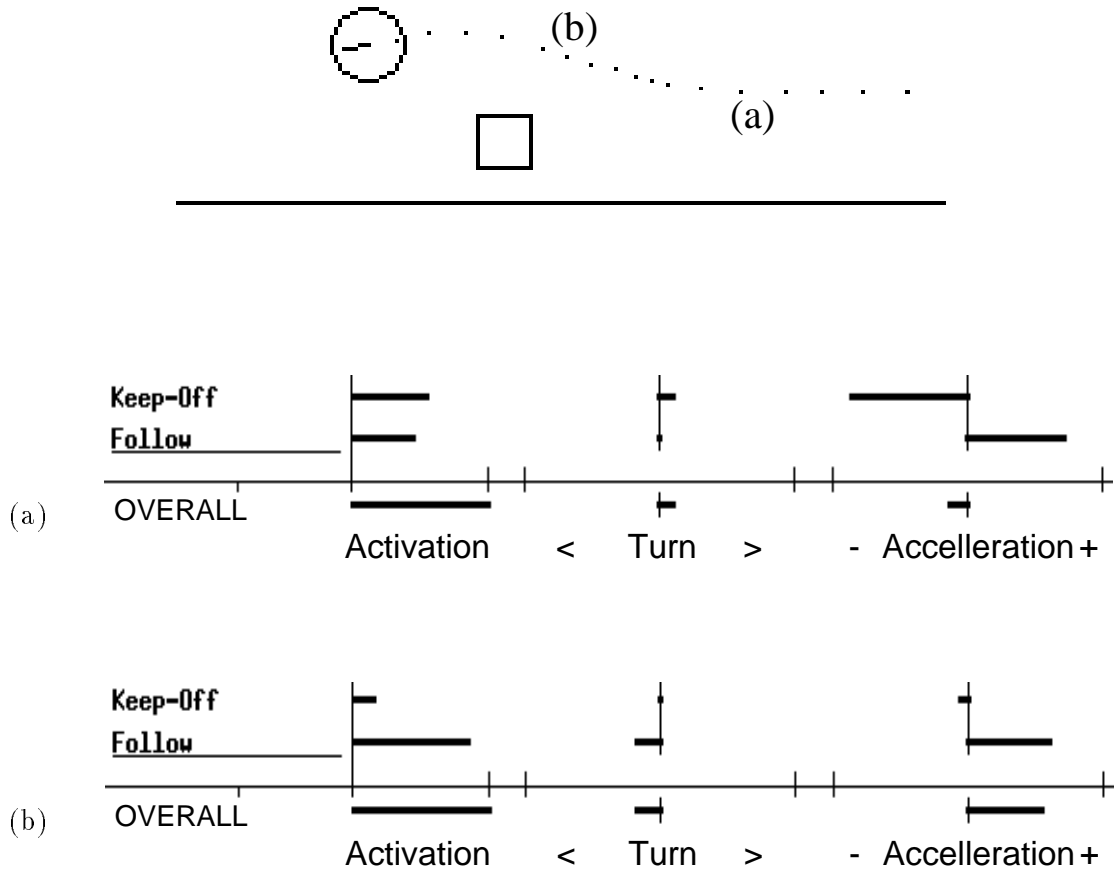 (b)
(a)
Keep-Off
Follow
(a) OVERALL
Activation < Turn > - Accelleration +
Keep-Off
Follow
(b) OVERALL
Activation < Turn > - Accelleration +